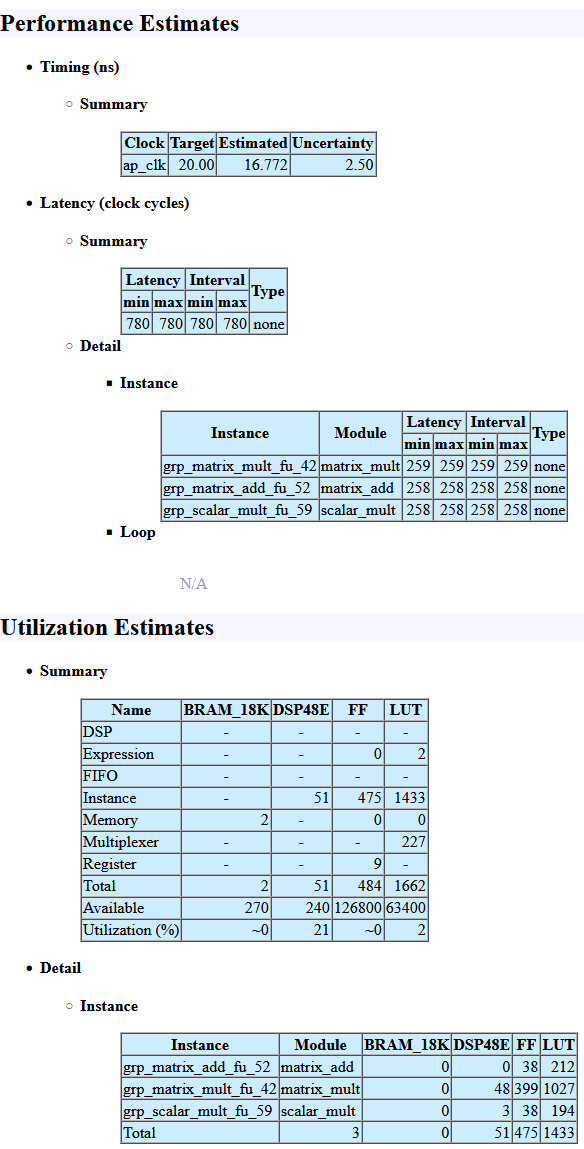 Performance Estimates
Timing (ns)
Summary
Clock Target Estimated Uncertainty
ap_clk 20.00 16.772 2.50
Latency (clock cycles)
Summary
Latency Interval Type
min max min max
780 780 780 780 none
Detail
Instance
Instance Module Latency Interval Type
min max min max
grp_matrix_mult_fu_42 matrix_mult 259 259 259 259 none
grp_matrix_add_fu_52 matrix_add 258 258 258 258 none
grp_scalar_mult_fu_59 scalar_mult 258 258 258 258 none
Loop
N/A
Utilization Estimates
Summary
Name BRAM_18K DSP48E FF LUT
DSP - - - -
Expression - - 0 2
FIFO - - - -
Instance - 51 475 1433
Memory 2 - 0 0
Multiplexer - - - 227
Register - - 9 -
Total 2 51 484 1662
Available 270 240 126800 63400
Utilization (%) ~0 21 ~0 2
Detail
Instance
Instance Module BRAM_18K DSP48E FF LUT
grp_matrix_add_fu_52 matrix_add 0 0 38 212
grp_matrix_mult_fu_42 matrix_mult 0 48 399 1027
grp_scalar_mult_fu_59 scalar_mult 0 3 38 194
Total 3 0 51 475 1433